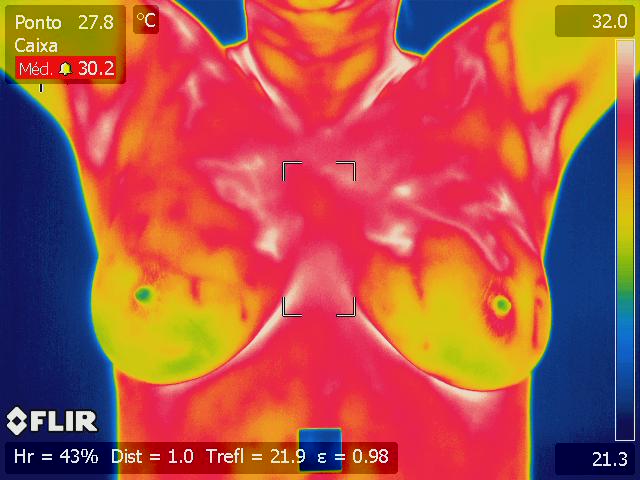 Ponto 27.8 °C
Caixa
Méd. 30.2
32.0
FLIR
Hr = 43% Dist = 1.0 Trefl = 21.9 ε = 0.98
21.3